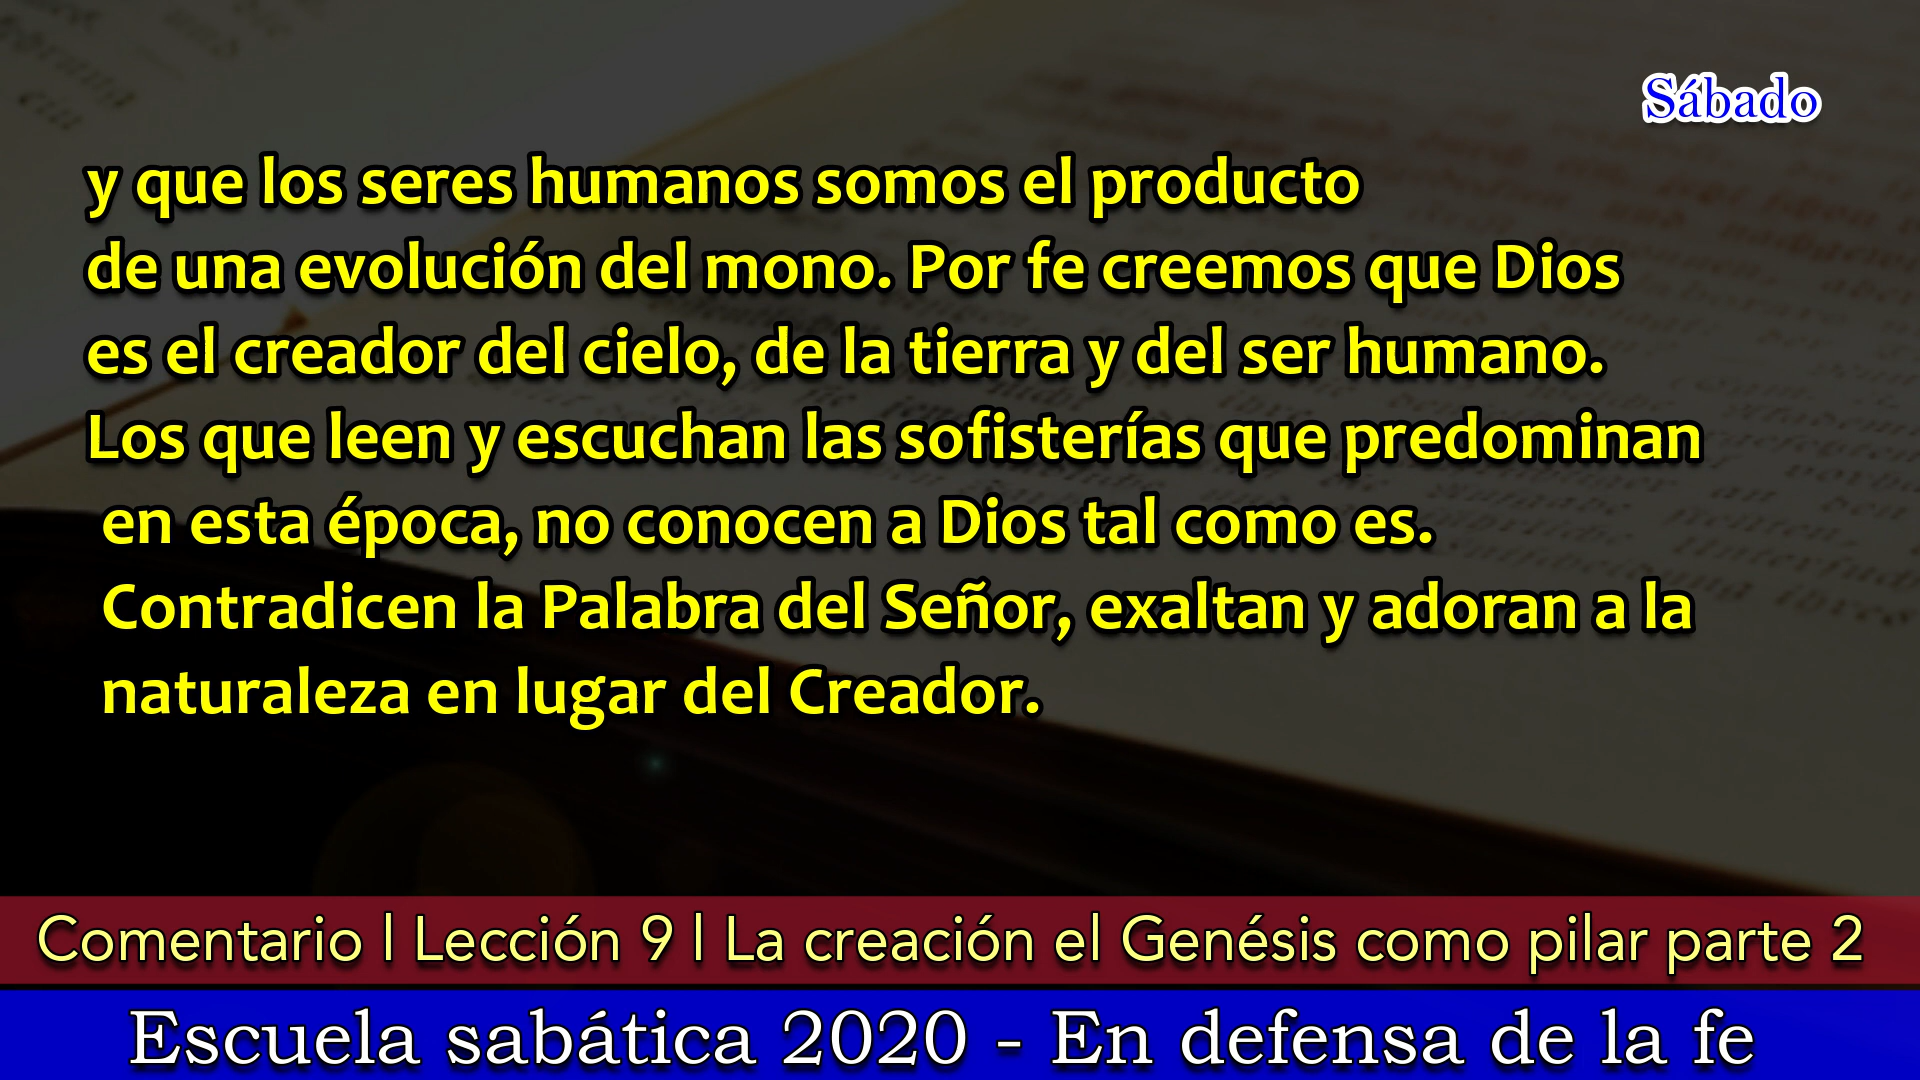 Sábado
y que los seres humanos somos el producto
de una evolución del mono. Por fe creemos que Dios
es el creador del cielo, de la tierra y del ser humano.
Los que leen y escuchan las sofisterías que predominan
en esta época, no conocen a Dios tal como es.
Contradicen la Palabra del Señor, exaltan y adoran a la
naturaleza en lugar del Creador.
Comentario | Lección 9 | La creación el Genésis como pilar parte 2
Escuela sabática 2020 - En defensa de la fe